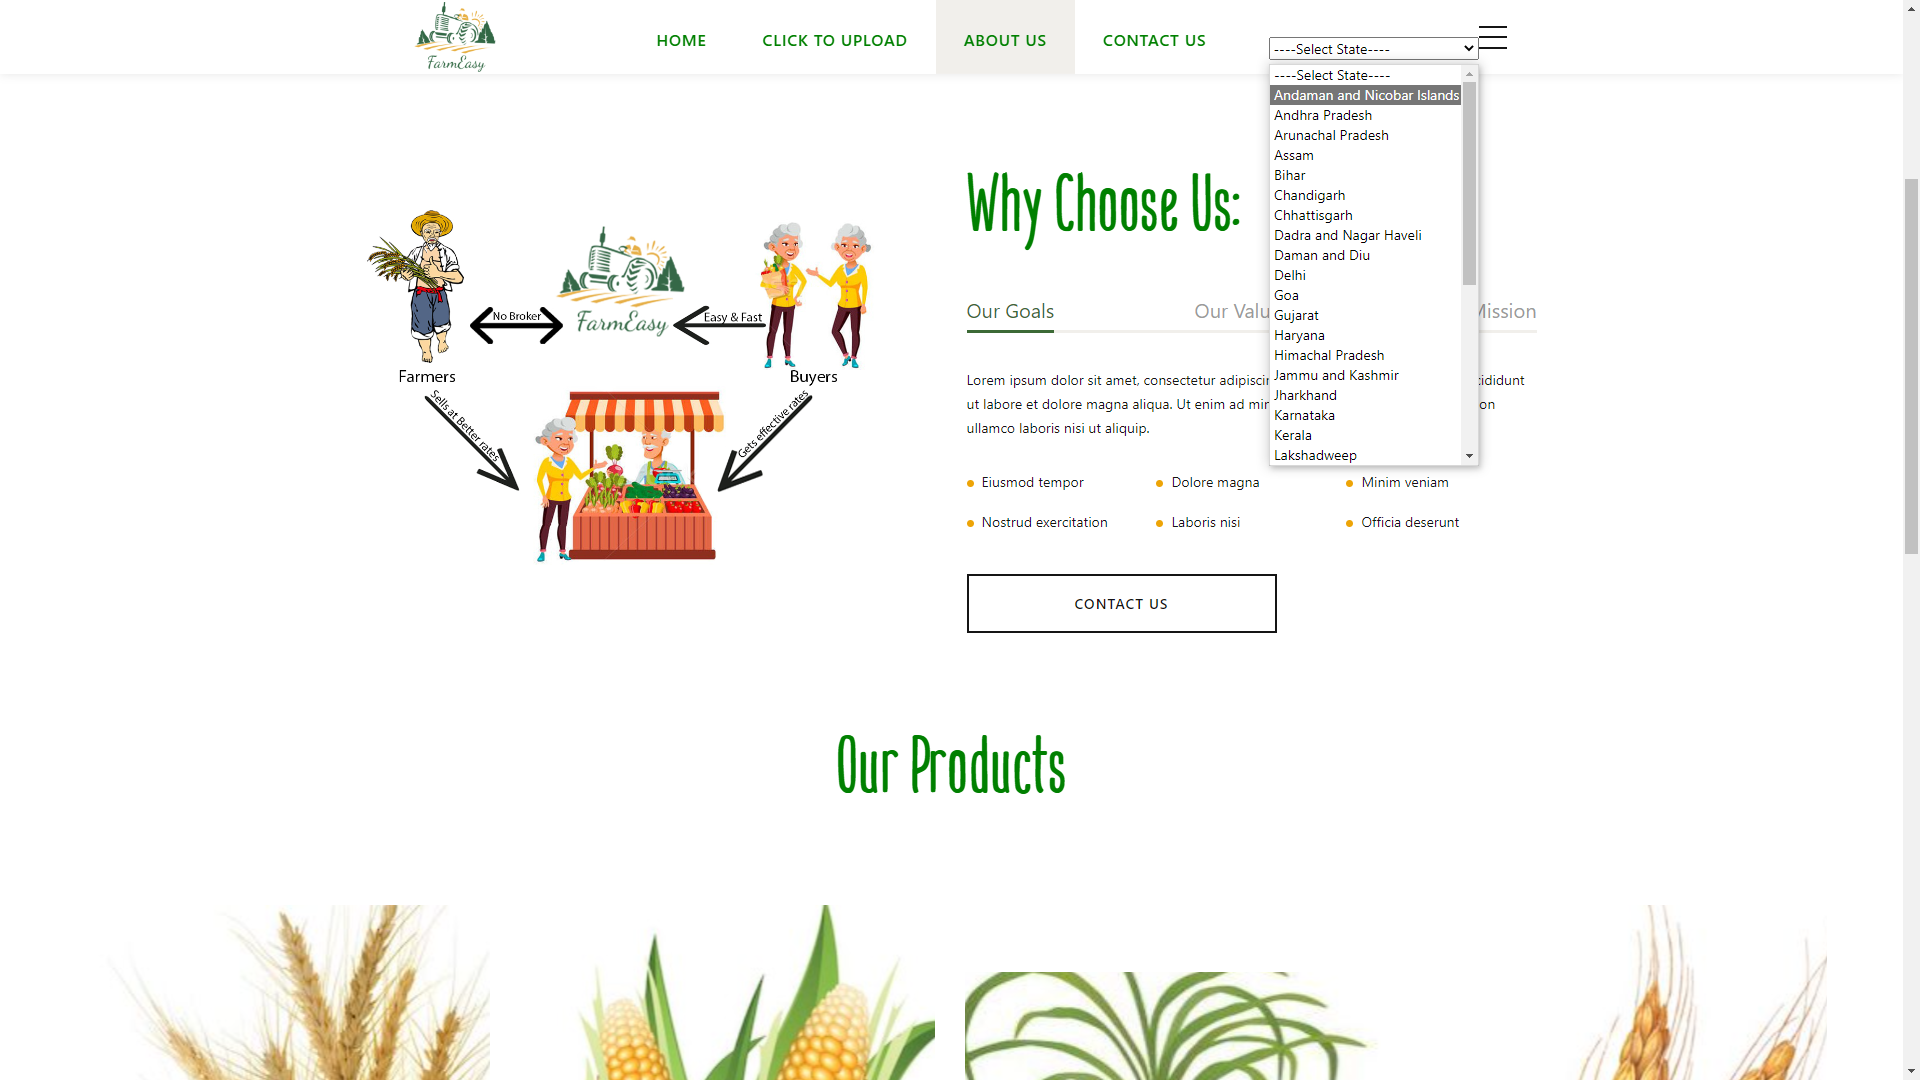 HOME
CLICK TO UPLOAD
ABOUT US
CONTACT US
----Select State----
FarmEasy
----Select State----
Andaman and Nicobar Islands
Andhra Pradesh
Arunachal Pradesh
Assam
Bihar
Chandigarh
Chhattisgarh
Dadra and Nagar Haveli
Daman and Diu
Delhi
Goa
Gujarat
Haryana
Himachal Pradesh
Jammu and Kashmir
Jharkhand
Karnataka
Kerala
Lakshadweep
No Broker
FarmEasy
Easy & Fast
Farmers
Buyers
Sells at Better rates
Gets effective rates
Why Choose Us:
Our Goals
Our Valu
Mission
Lorem ipsum dolor sit amet, consectetur adipiscin cididunt
ut labore et dolore magna aliqua. Ut enim ad min on
ullamco laboris nisi ut aliquip.
Eiusmod tempor
Dolore magna
Minim veniam
Nostrud exercitation
Laboris nisi
Officia deserunt
CONTACT US
Our Products